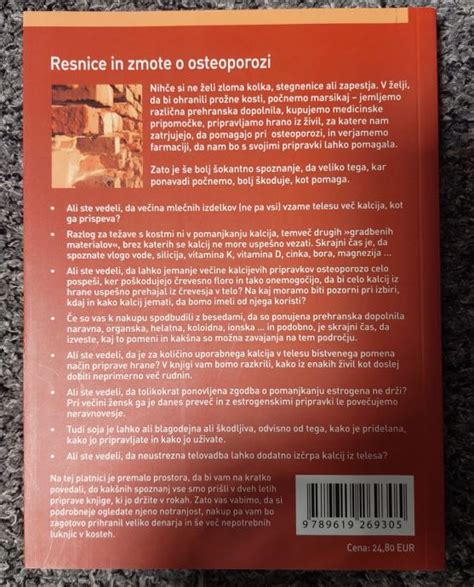 Resnice in zmote o osteoporozi
Nihče si ne želi zloma kolka, stegnenice ali zapestja. V želji,
da bi ohranili prožne kosti, počnemo marsikaj – jemljemo
različna prehranska dopolnila, kupujemo medicinske
pripomočke, pripravljamo hrano iz živil, za katere nam
zatrjujejo, da pomagajo pri osteoporozi, in verjamemo
farmaciji, da nam bo s svojimi pripravki lahko pomagala.
Zato je še bolj šokantno spoznanje, da veliko tega, kar
ponavadi počnemo, bolj škoduje, kot pomaga.
• Ali ste vedeli, da večina mlečnih izdelkov (ne pa vsi) vzame telesu več kalcija, kot
ga prispeva?
• Razlog za težave s kostmi ni v pomanjkanju kalcija, temveč drugih »gradbenih
materialov«, brez katerih se kalcij ne more uspešno vezati. Skrajni čas je, da
spoznate vlogo vode, silicija, vitamina K, vitamina D, cinka, bora, magnezija ...
• Ali ste vedeli, da lahko jemanje večine kalcijevih pripravkov osteoporozo celo
pospeši, ker poškodujejo črevesno floro in tako onemogočijo, da bi celo kalcij iz
hrane uspešno prehajal iz črevesja v telo? Na kaj moramo biti pozorni pri izbiri,
kdaj in kako kalcij jemati, da bomo imeli od njega koristi?
• Če so vas k nakupu spodbudili z besedami, da so ponujena prehranska dopolnila
naravna, organska, helatna, koloidna, ionska ... in podobno, je skrajni čas, da
izveste, kaj to pomeni in kakšna so možna zavajanja na tem področju.
• Ali ste vedeli, da je za količino uporabnega kalcija v telesu bistvenega pomena
način priprave hrane? V knjigi vam bomo razkrili, kako iz enakih živil kot doslej
dobiti neprimerno več rudnin.
• Ali ste vedeli, da tolikokrat ponovljena zgodba o pomanjkanju estrogena ne drži?
Pri večini žensk ga je danes preveč in z estrogenskimi pripravki le povečujemo
neravnovesje.
• Tudi soja je lahko ali blagodejna ali škodljiva, odvisno od tega, kako je pridelana,
kako jo pripravljate in kako jo uživate.
• Ali ste vedeli, da neustrezna telovadba lahko dodatno izčrpa kalcij iz telesa?
Na tej platnici je premalo prostora, da bi vam na kratko
povedali, do kakšnih spoznanj vse smo prišli v dveh letih
priprave knjige, ki jo držite v rokah. Zato vas vabimo, da si
podrobneje ogledate njeno notranjost, nakup pa vam bo
zagotovo prihranil veliko denarja in še več nepotrebnih
luknjic v kosteh.
9 789619 269305
Cena: 24,80 EUR